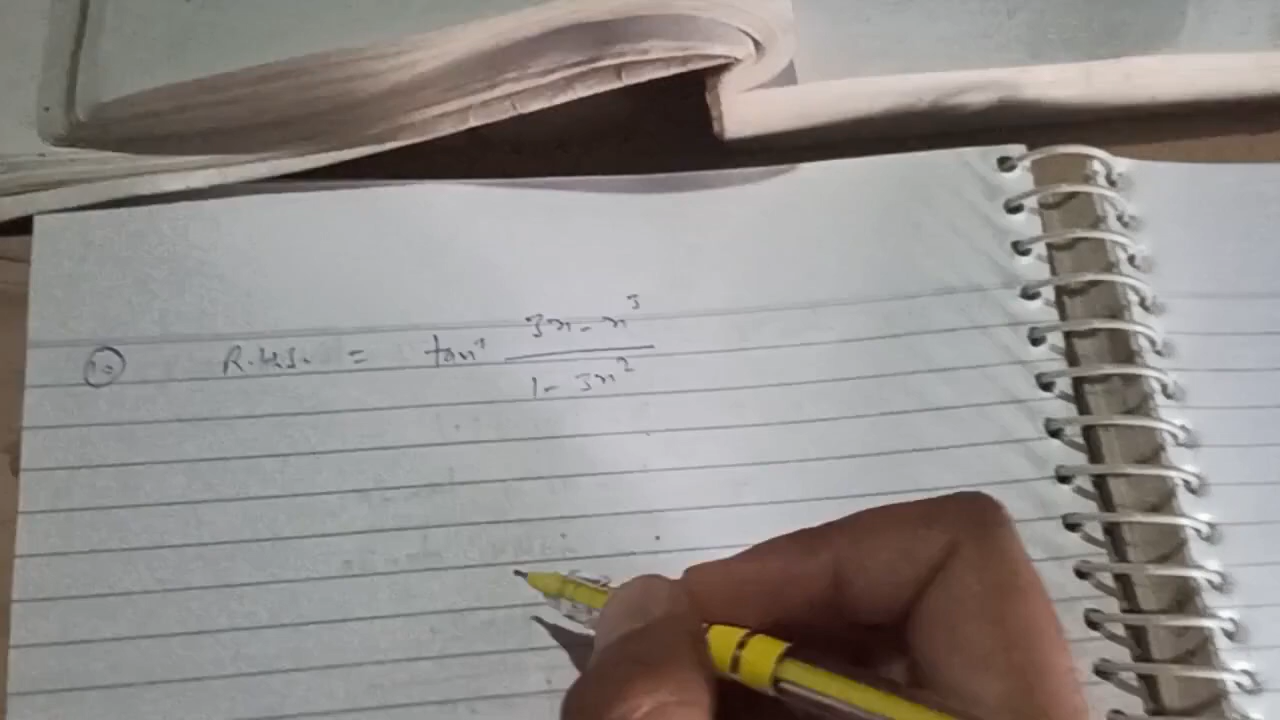 10 R.H.S. = tan⁻¹ 3x - x³
1 - 3x²